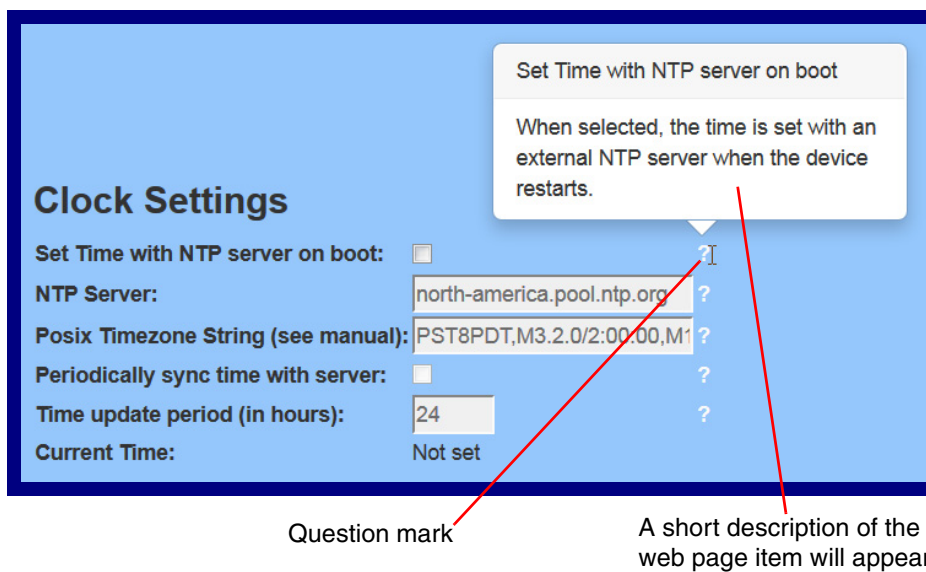 Set Time with NTP server on boot
When selected, the time is set with an
external NTP server when the device
restarts.
Clock Settings
Set Time with NTP server on boot: ?
NTP Server: north-america.pool.ntp.org ?
Posix Timezone String (see manual): PST8PDT,M3.2.0/2:00:00,M1 ?
Periodically sync time with server: ?
Time update period (in hours): 24 ?
Current Time: Not set
Question mark
A short description of the
web page item will appear